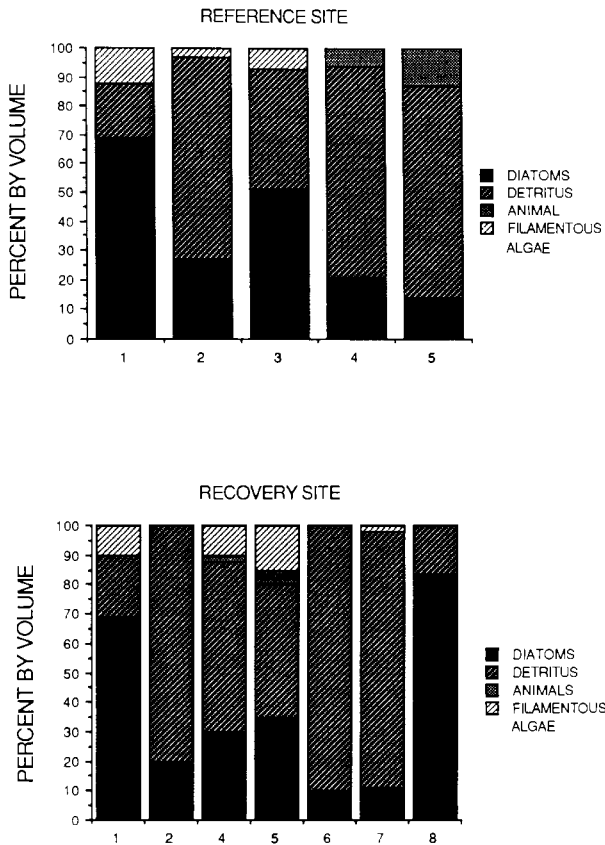 REFERENCE SITE
PERCENT BY VOLUME
100
90
80
70
60
50
40
30
20
10
0
1 2 3 4 5
DIATOMS
DETRITUS
ANIMAL
FILAMENTOUS
ALGAE
RECOVERY SITE
PERCENT BY VOLUME
100
90
80
70
60
50
40
30
20
10
0
1 2 4 5 6 7 8
DIATOMS
DETRITUS
ANIMALS
FILAMENTOUS
ALGAE